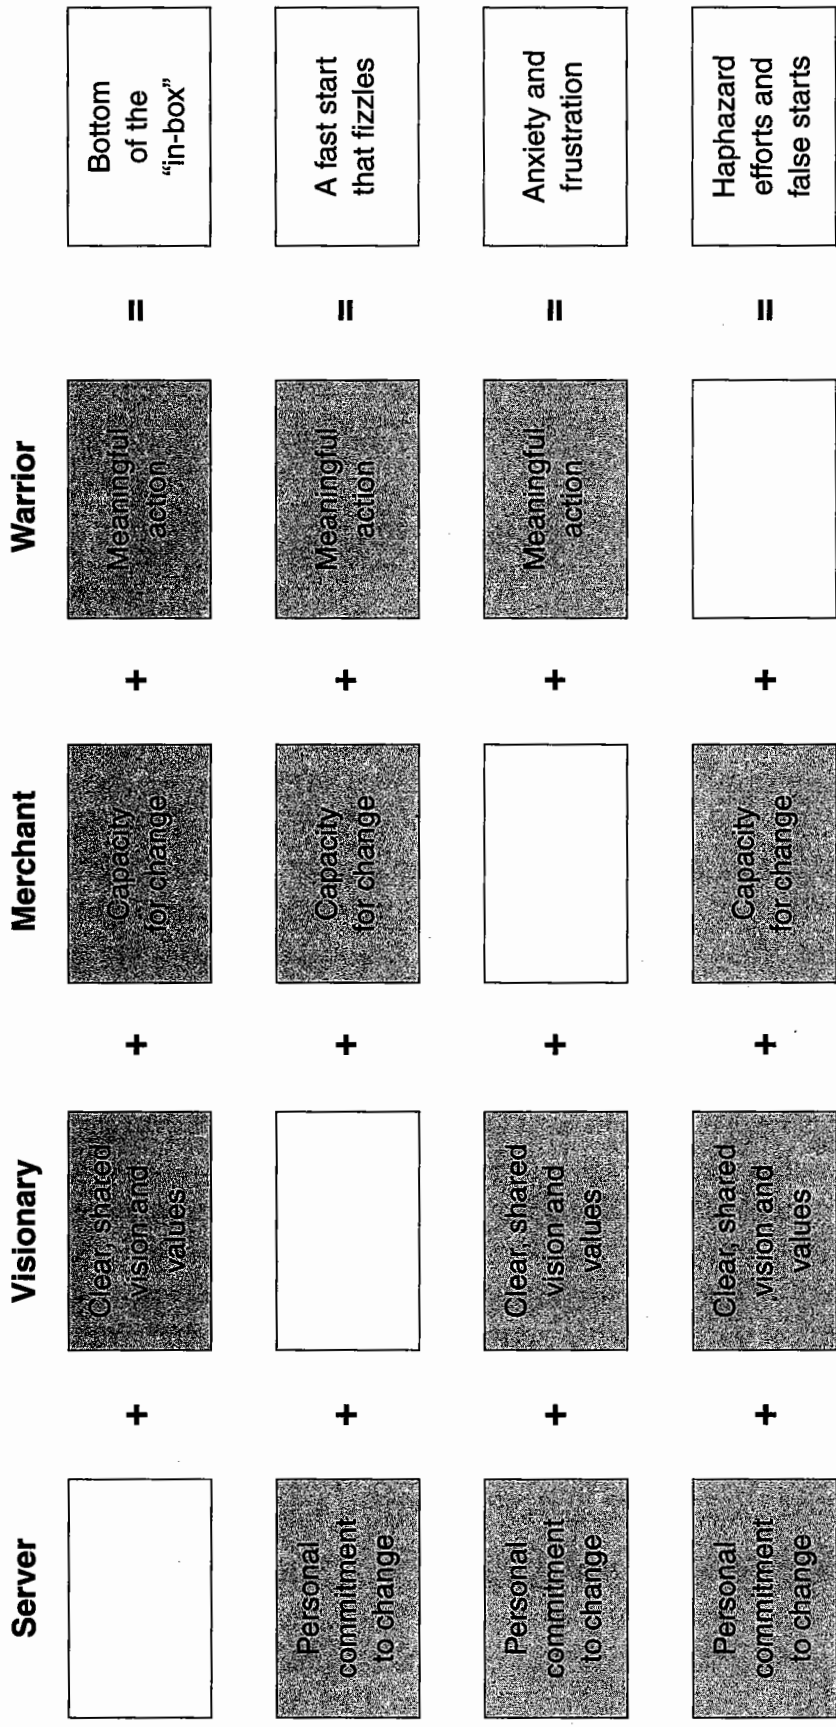 Server
Visionary
Merchant
Warrior
+
Clear, shared
vision and
values
+
Capacity
for change
+
Meaningful
action
=
Bottom
of the
“in-box”
Personal
commitment
to change
+
+
Capacity
for change
+
Meaningful
action
=
A fast start
that fizzles
Personal
commitment
to change
+
Clear, shared
vision and
values
+
+
Meaningful
action
=
Anxiety and
frustration
Personal
commitment
to change
+
Clear, shared
vision and
values
+
Capacity
for change
+
=
Haphazard
efforts and
false starts